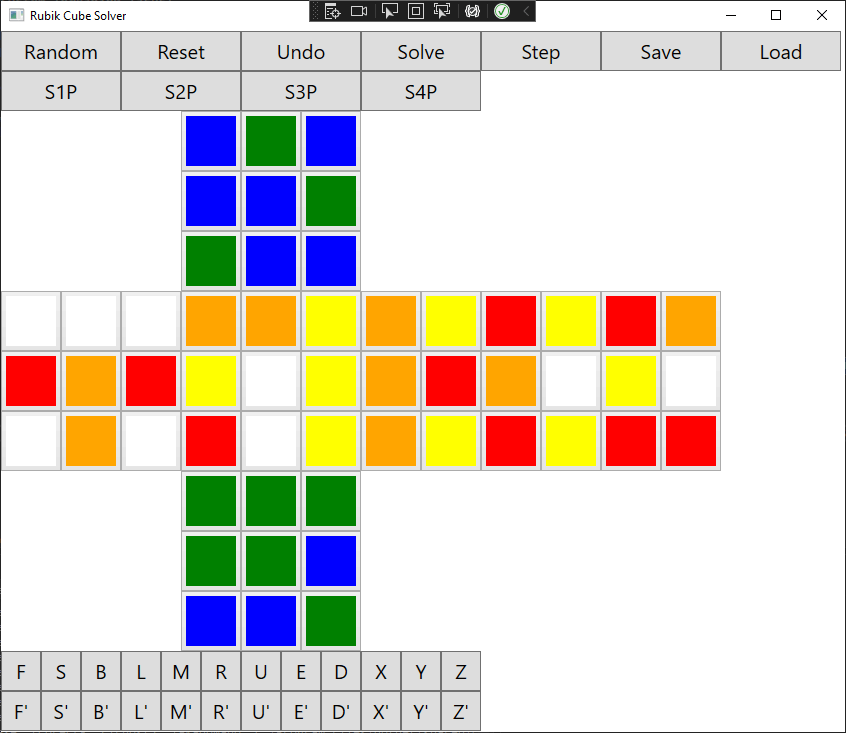 Rubik Cube Solver
Random Reset Undo Solve Step Save Load
S1P S2P S3P S4P
F S B L M R U E D X Y Z
F' S' B' L' M' R' U' E' D' X' Y' Z'